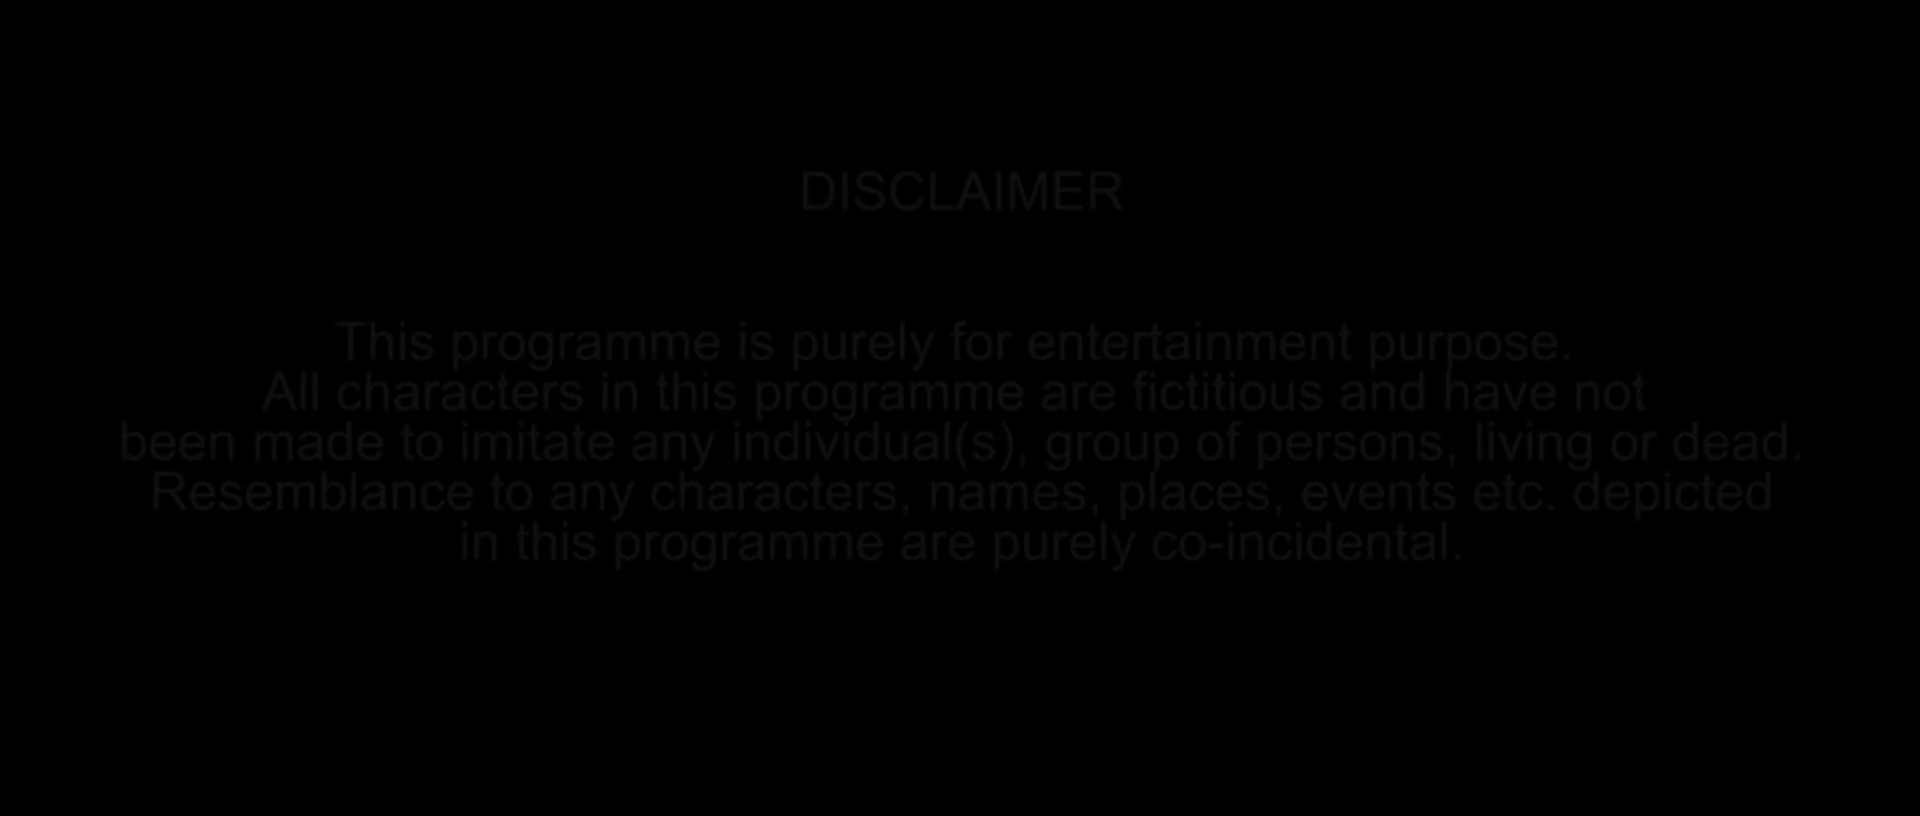 DISCLAIMER
This programme is purely for entertainment purpose.
All characters in this programme are fictitious and have not
been made to imitate any individual(s), group of persons, living or dead.
Resemblance to any characters, names, places, events etc. depicted
in this programme are purely co-incidental.